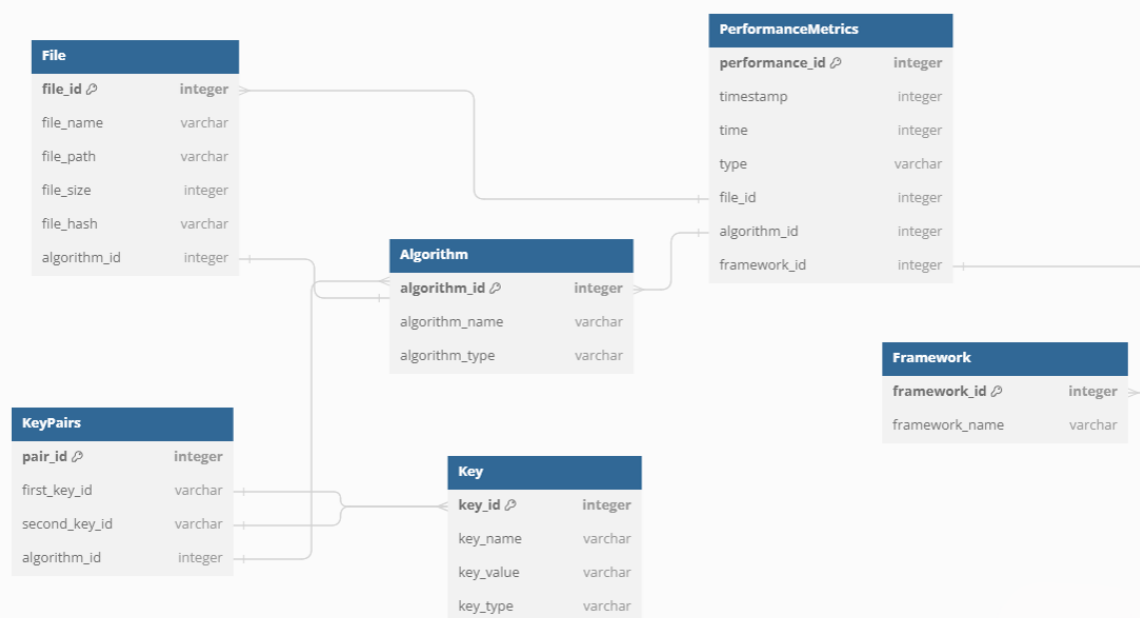 File
file_id integer
file_name varchar
file_path varchar
file_size integer
file_hash varchar
algorithm_id integer
PerformanceMetrics
performance_id integer
timestamp integer
time integer
type varchar
file_id integer
algorithm_id integer
framework_id integer
Algorithm
algorithm_id integer
algorithm_name varchar
algorithm_type varchar
Framework
framework_id integer
framework_name varchar
KeyPairs
pair_id integer
first_key_id varchar
second_key_id varchar
algorithm_id integer
Key
key_id integer
key_name varchar
key_value varchar
key_type varchar